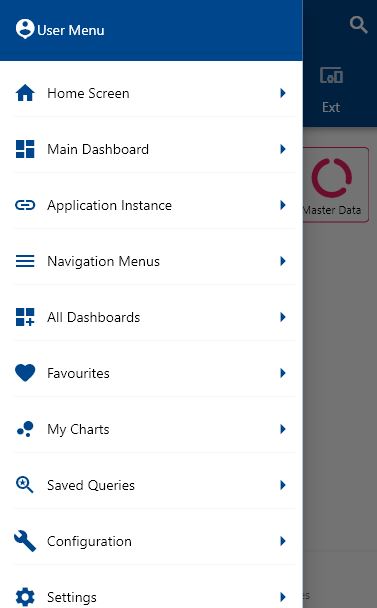 User Menu
Ext
Home Screen
Main Dashboard
Master Data
Application Instance
Navigation Menus
All Dashboards
Favourites
My Charts
Saved Queries
Configuration
Settings